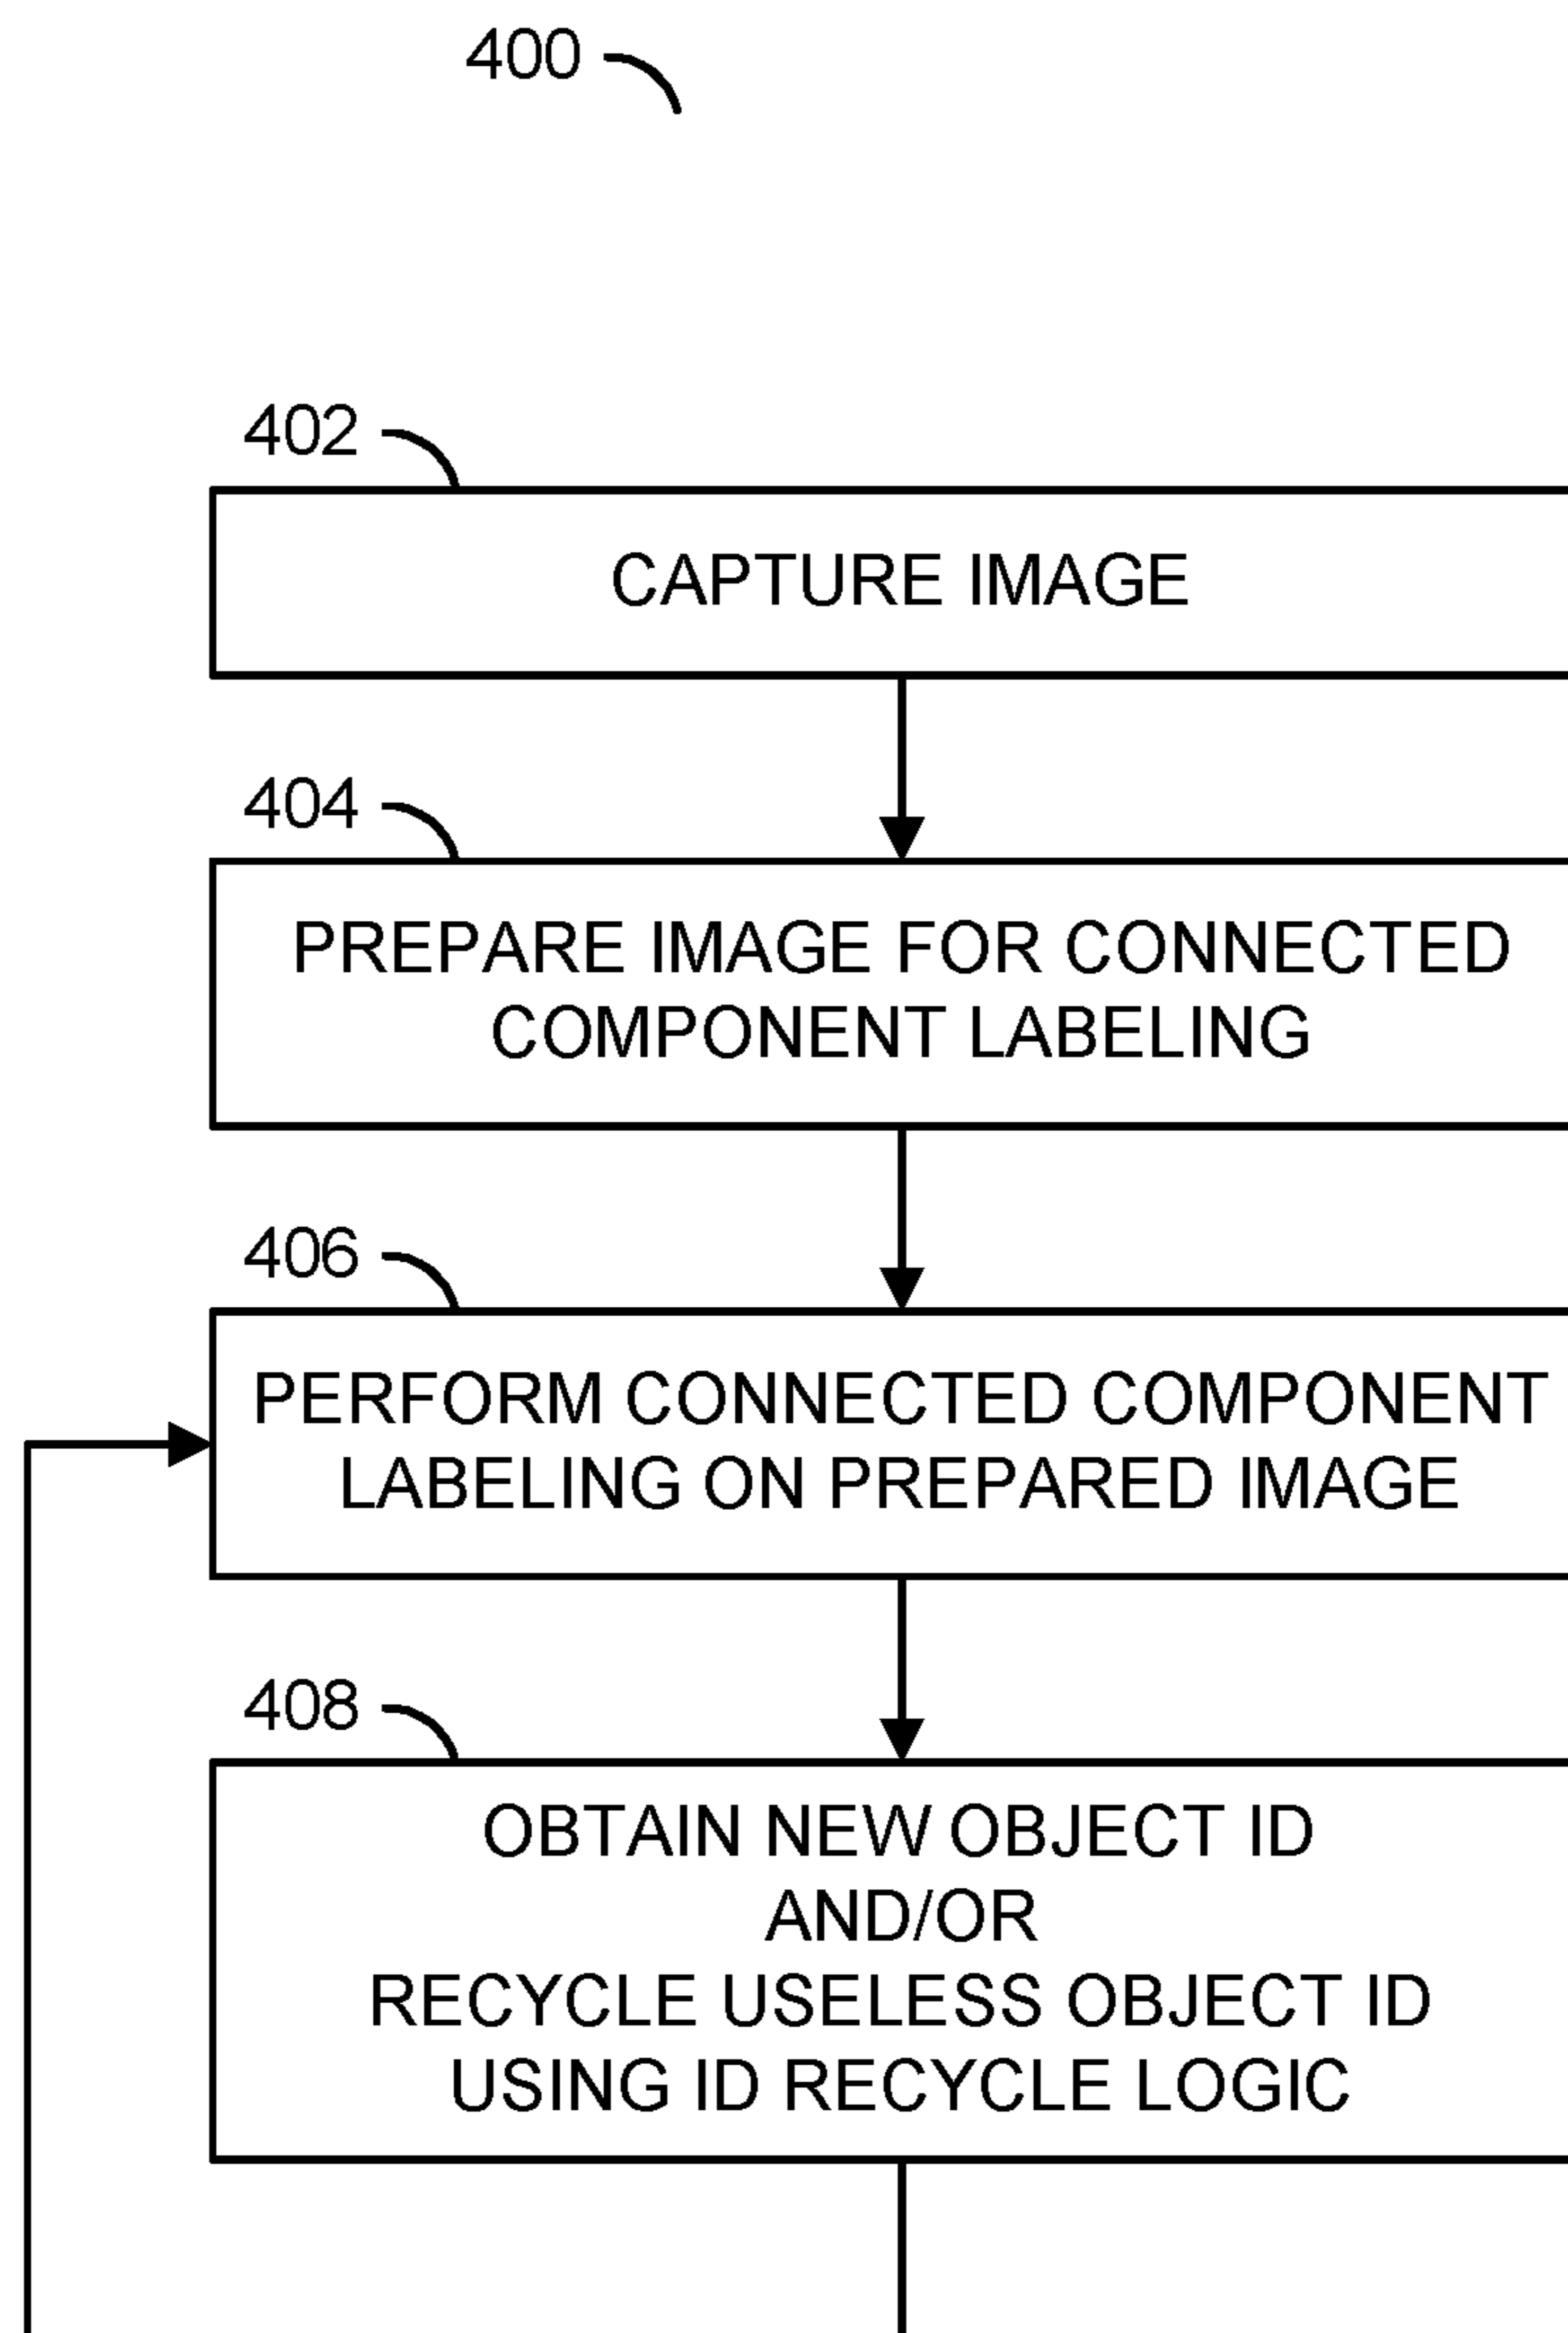 400
402
CAPTURE IMAGE
404
PREPARE IMAGE FOR CONNECTED
COMPONENT LABELING
406
PERFORM CONNECTED COMPONENT
LABELING ON PREPARED IMAGE
408
OBTAIN NEW OBJECT ID
AND/OR
RECYCLE USELESS OBJECT ID
USING ID RECYCLE LOGIC